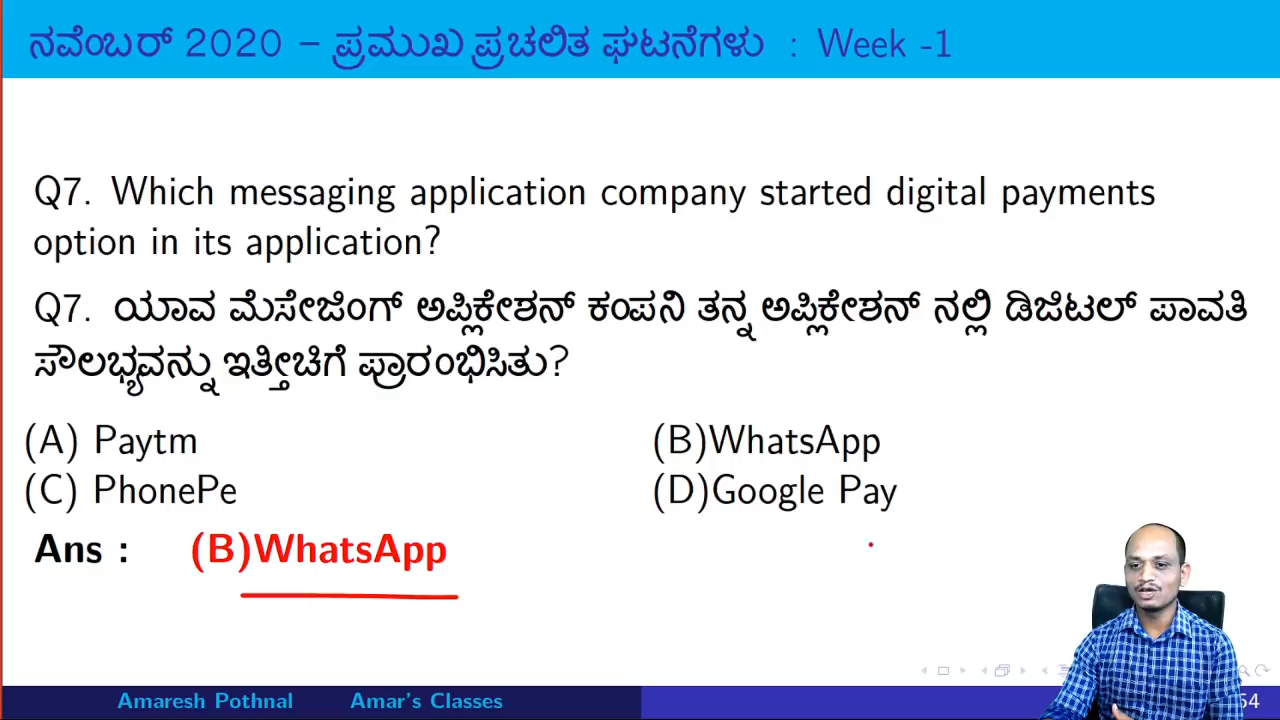 ನವೆಂಬರ್ 2020 – ಪ್ರಮುಖ ಪ್ರಚಲಿತ ಘಟನೆಗಳು : Week -1
Q7. Which messaging application company started digital payments
option in its application?
Q7. ಯಾವ ಮೆಸೇಜಿಂಗ್ ಅಪ್ಲಿಕೇಶನ್ ಕಂಪನಿ ತನ್ನ ಅಪ್ಲಿಕೇಶನ್ ನಲ್ಲಿ ಡಿಜಿಟಲ್ ಪಾವತಿ
ಸೌಲಭ್ಯವನ್ನು ಇತ್ತೀಚಿಗೆ ಪ್ರಾರಂಭಿಸಿತು?
(A) Paytm (B)WhatsApp
(C) PhonePe (D)Google Pay
Ans : (B)WhatsApp
Amaresh Pothnal Amar's Classes 54